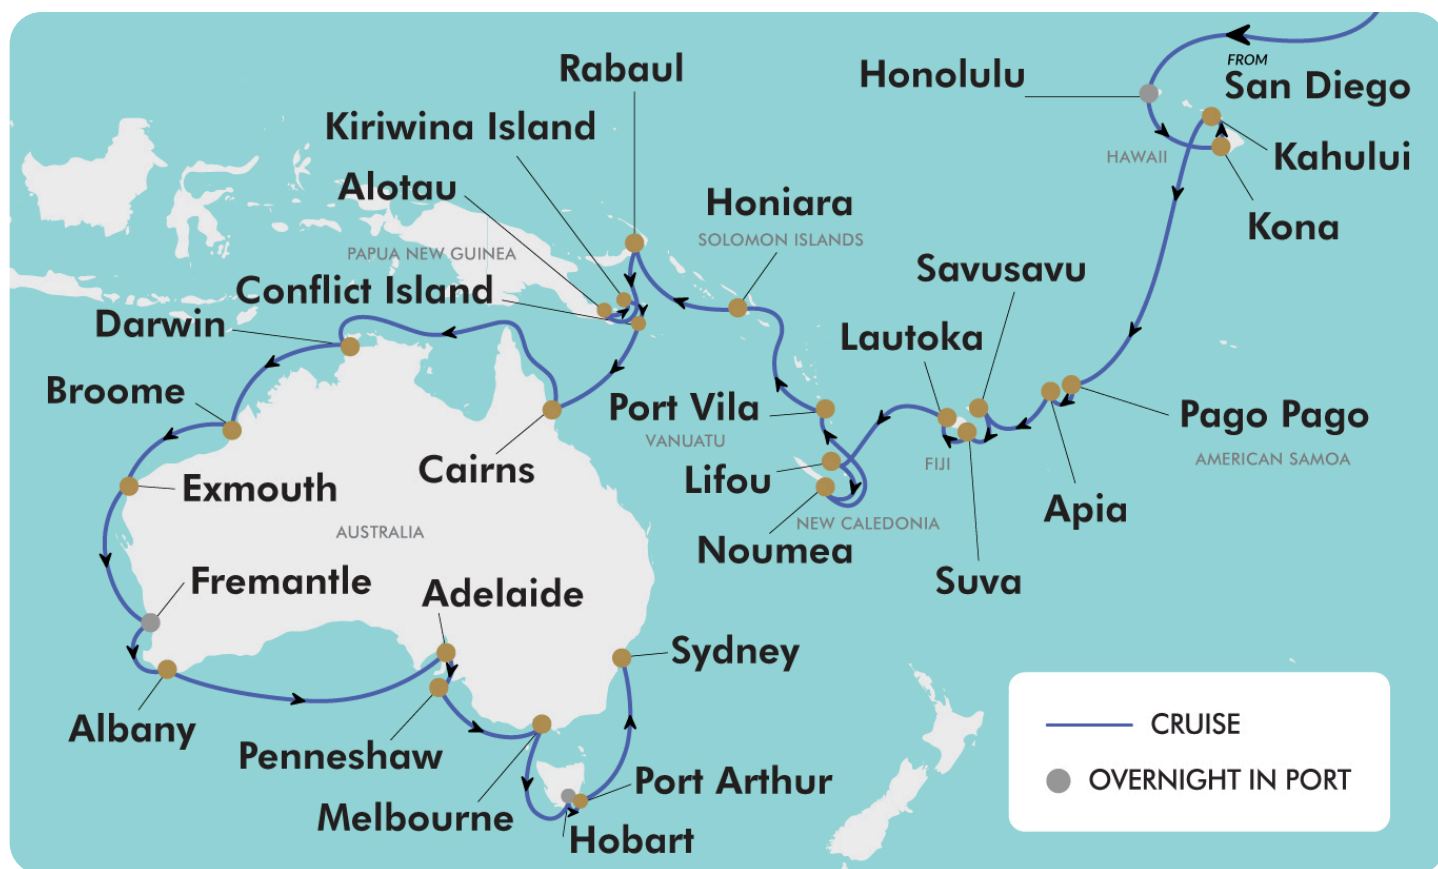 FROM
San Diego
Rabaul
Honolulu
Kiriwina Island
Kahului
HAWAII
Alotau
Honiara
Kona
SOLOMON ISLANDS
PAPUA NEW GUINEA
Savusavu
Conflict Island
Darwin
Lautoka
Broome
Port Vila
Pago Pago
VANUATU
AMERICAN SAMOA
Cairns
FIJI
Lifou
Exmouth
Apia
NEW CALEDONIA
AUSTRALIA
Noumea
Fremantle
Suva
Adelaide
Sydney
Albany
CRUISE
Penneshaw
OVERNIGHT IN PORT
Port Arthur
Melbourne
Hobart